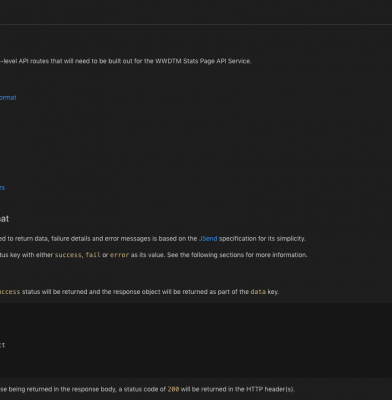 -level API routes that will need to be built out for the WWDTM Stats Page API Service.
ormat
es
nat
ed to return data, failure details and error messages is based on the JSend specification for its simplicity.
tus key with either success, fail or error as its value. See the following sections for more information.
uccess status will be returned and the response object will be returned as part of the data key.
ct
se being returned in the response body, a status code of 200 will be returned in the HTTP header(s).